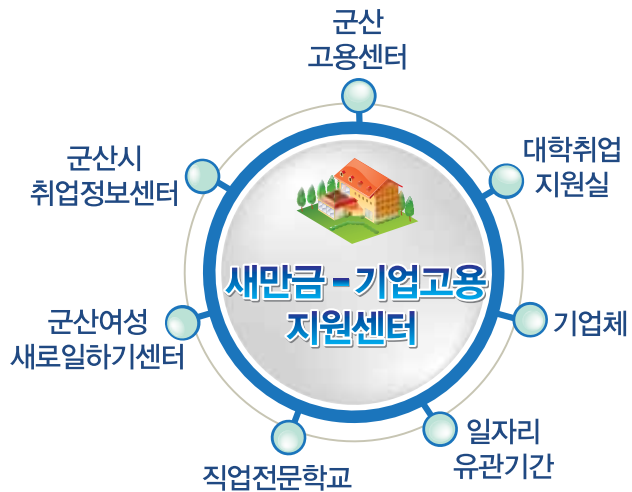 군산
고용센터
대학취업
지원실
기업체
일자리
유관기간
직업전문학교
군산여성
새로일하기센터
군산시
취업정보센터
새만금 - 기업고용
지원센터